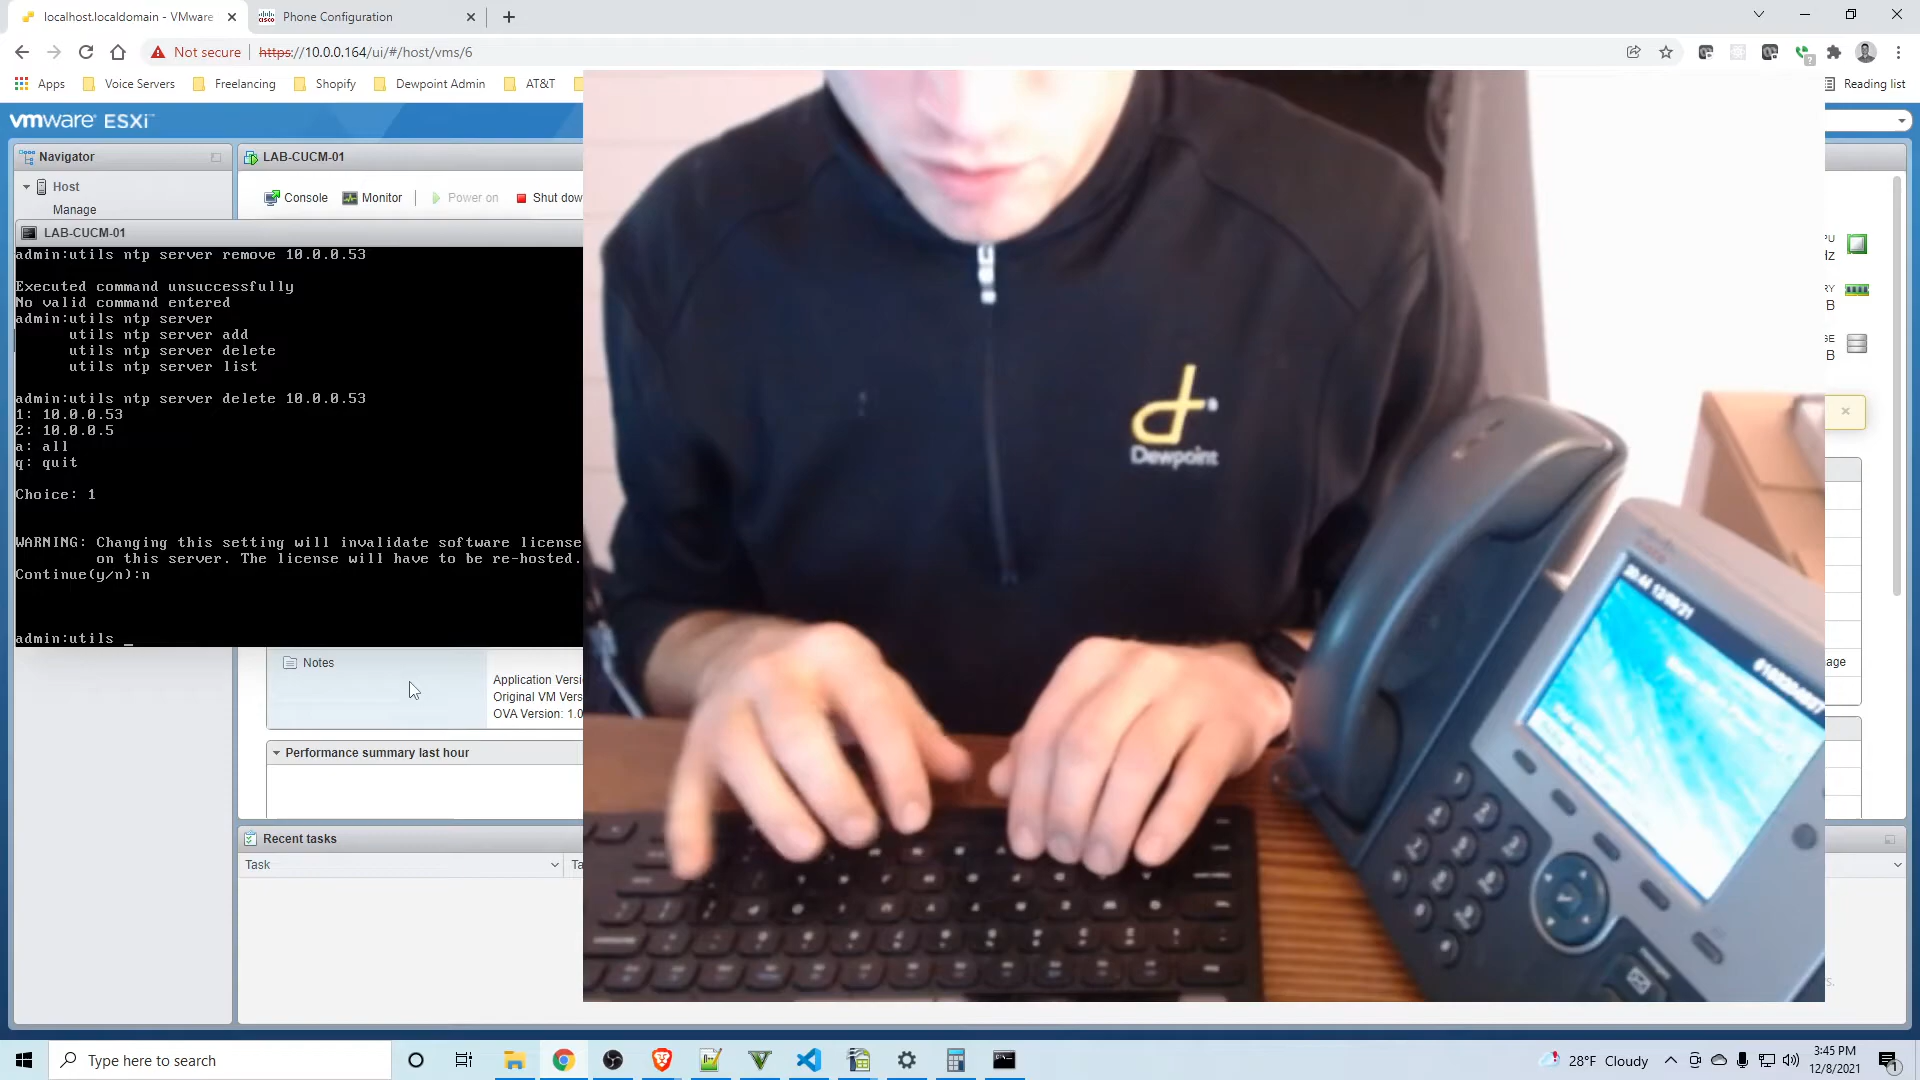 localhost.localdomain - VMware
Phone Configuration
Not secure
https://10.0.0.164/ui/#/host/vms/6
Apps
Voice Servers
Freelancing
Shopify
Dewpoint Admin
AT&T
Reading list
vmware ESXi
Navigator
Host
Manage
LAB-CUCM-01
Console
Monitor
Power on
Shut dow
LAB-CUCM-01
admin:utils ntp server remove 10.0.0.53
Executed command unsuccessfully
No valid command entered
admin:utils ntp server
utils ntp server add
utils ntp server delete
utils ntp server list
admin:utils ntp server delete 10.0.0.53
1: 10.0.0.53
2: 10.0.0.5
a: all
q: quit
Choice: 1
WARNING: Changing this setting will invalidate software license
on this server. The license will have to be re-hosted.
Continue(y/n):n
admin:utils _
Notes
Application Versi
Original VM Vers
OVA Version: 1.0
Performance summary last hour
Recent tasks
Task
Ta
PU
Hz
RY
B
GE
B
age
Dewpoint
Type here to search
28°F Cloudy
3:45 PM
12/8/2021
1